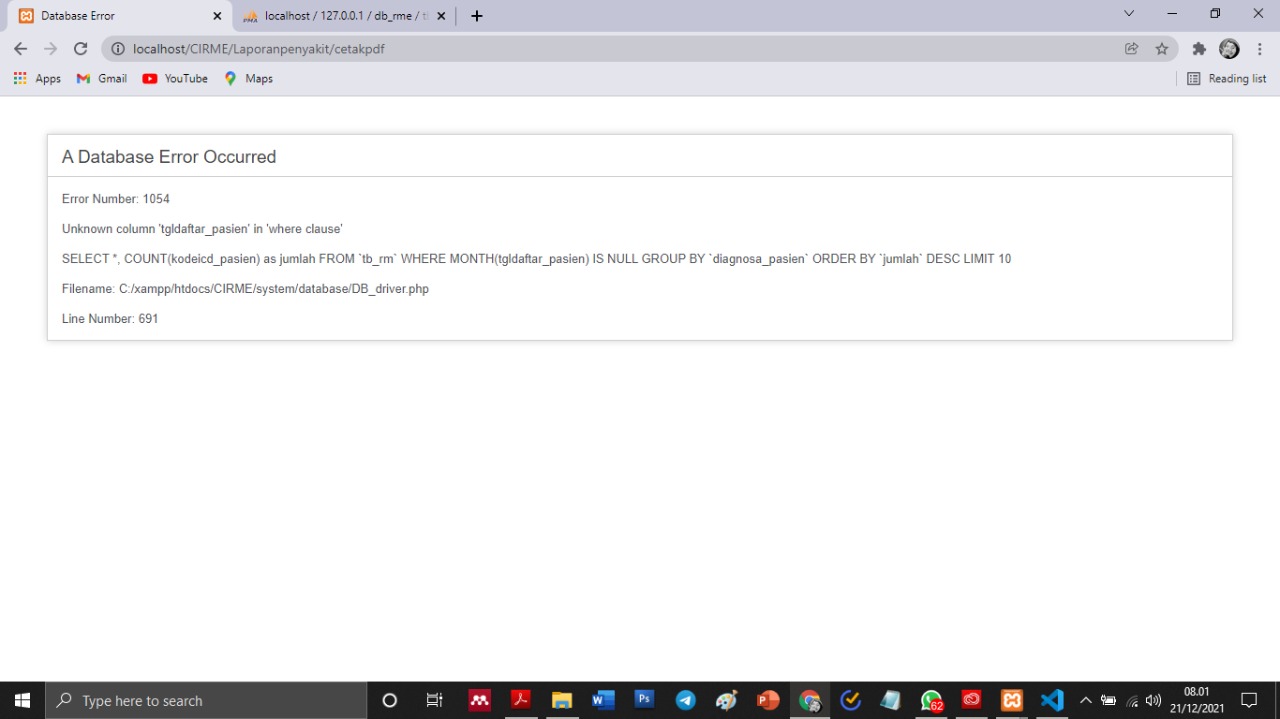 Database Error
localhost / 127.0.0.1 / db_rme / t
localhost/CIRME/Laporanpenyakit/cetakpdf
Apps
Gmail
YouTube
Maps
Reading list
A Database Error Occurred
Error Number: 1054
Unknown column 'tgldaftar_pasien' in 'where clause'
SELECT *, COUNT(kodeicd_pasien) as jumlah FROM `tb_rm` WHERE MONTH(tgldaftar_pasien) IS NULL GROUP BY `diagnosa_pasien` ORDER BY `jumlah` DESC LIMIT 10
Filename: C:/xampp/htdocs/CIRME/system/database/DB_driver.php
Line Number: 691
Type here to search
62
08.01
21/12/2021